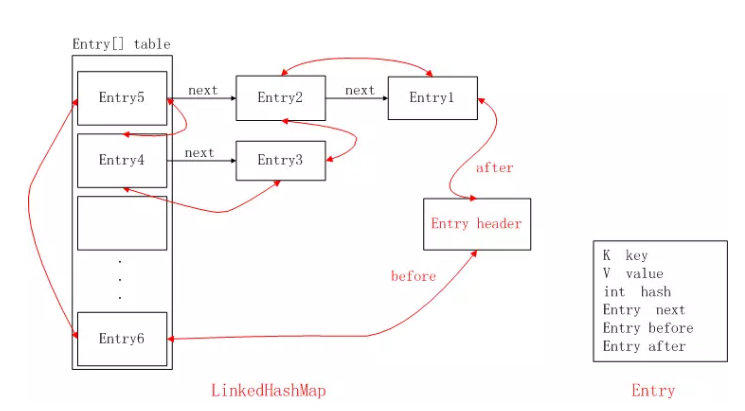 Entry[] table
Entry5 next Entry2 next Entry1
Entry4 next Entry3
after
Entry header
before
.
.
.
Entry6
K key
V value
int hash
Entry next
Entry before
Entry after
LinkedHashMap
Entry